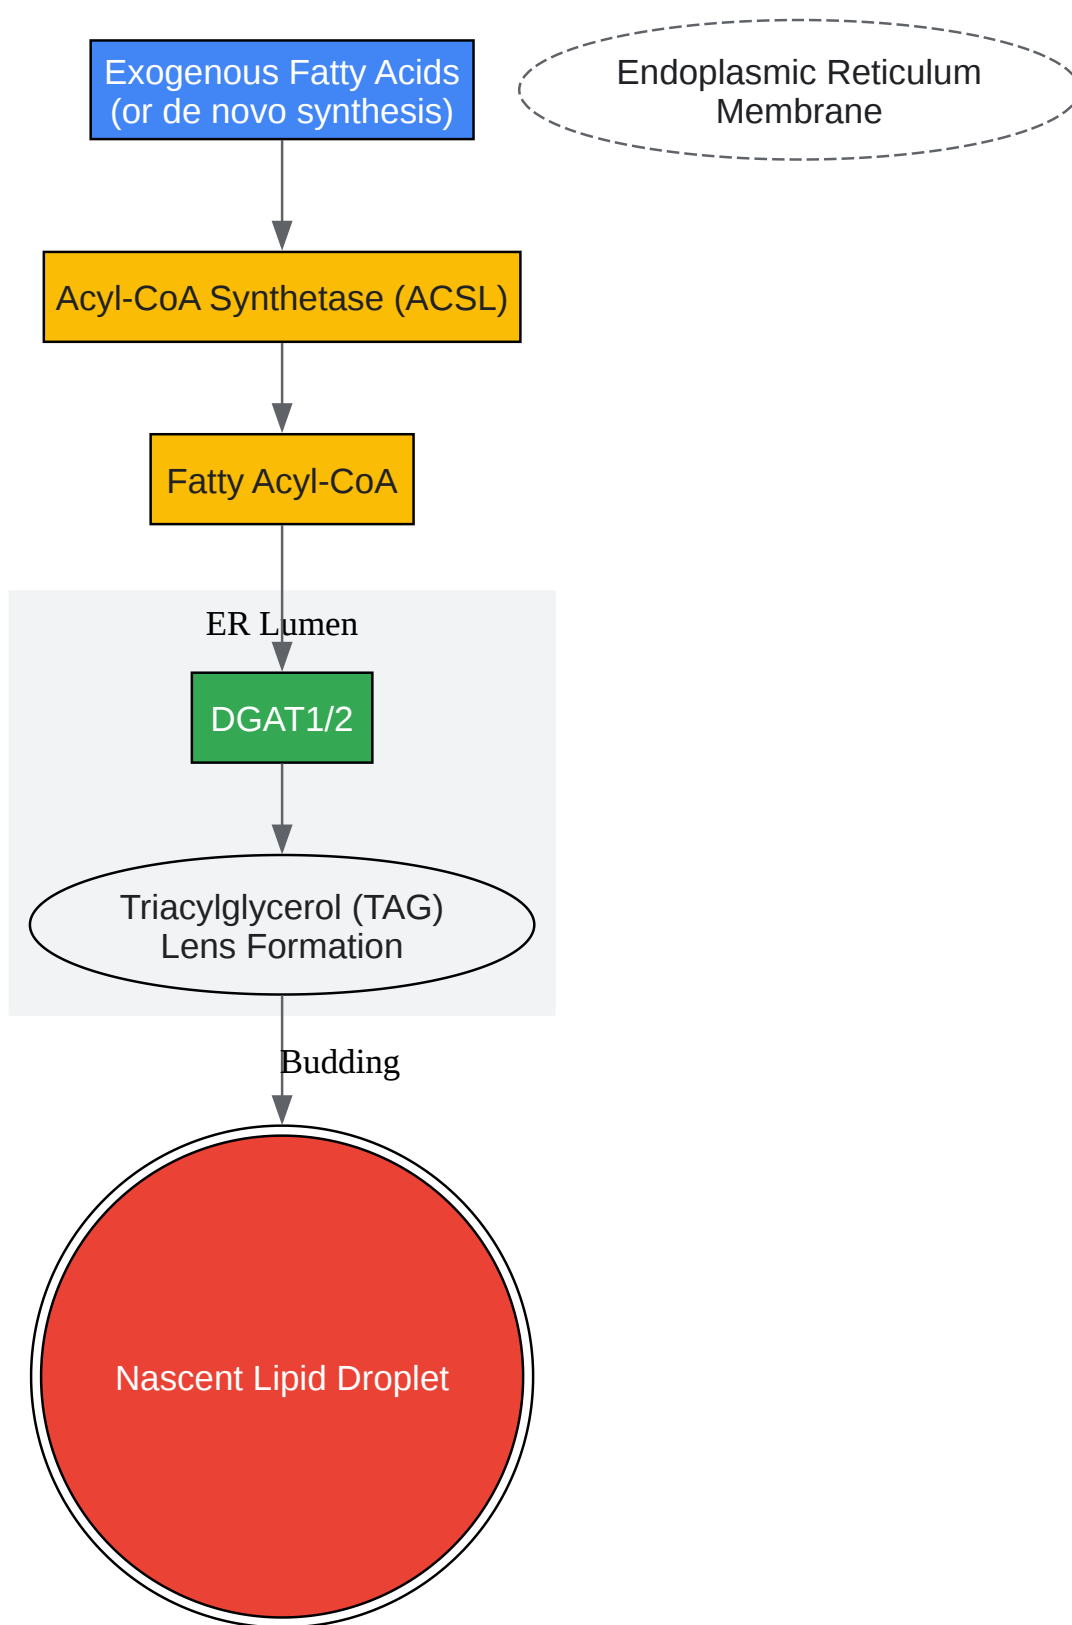 Exogenous Fatty Acids
(or de novo synthesis)
Endoplasmic Reticulum
Membrane
Acyl-CoA Synthetase (ACSL)
Fatty Acyl-CoA
ER Lumen
DGAT1/2
Triacylglycerol (TAG)
Lens Formation
Budding
Nascent Lipid Droplet